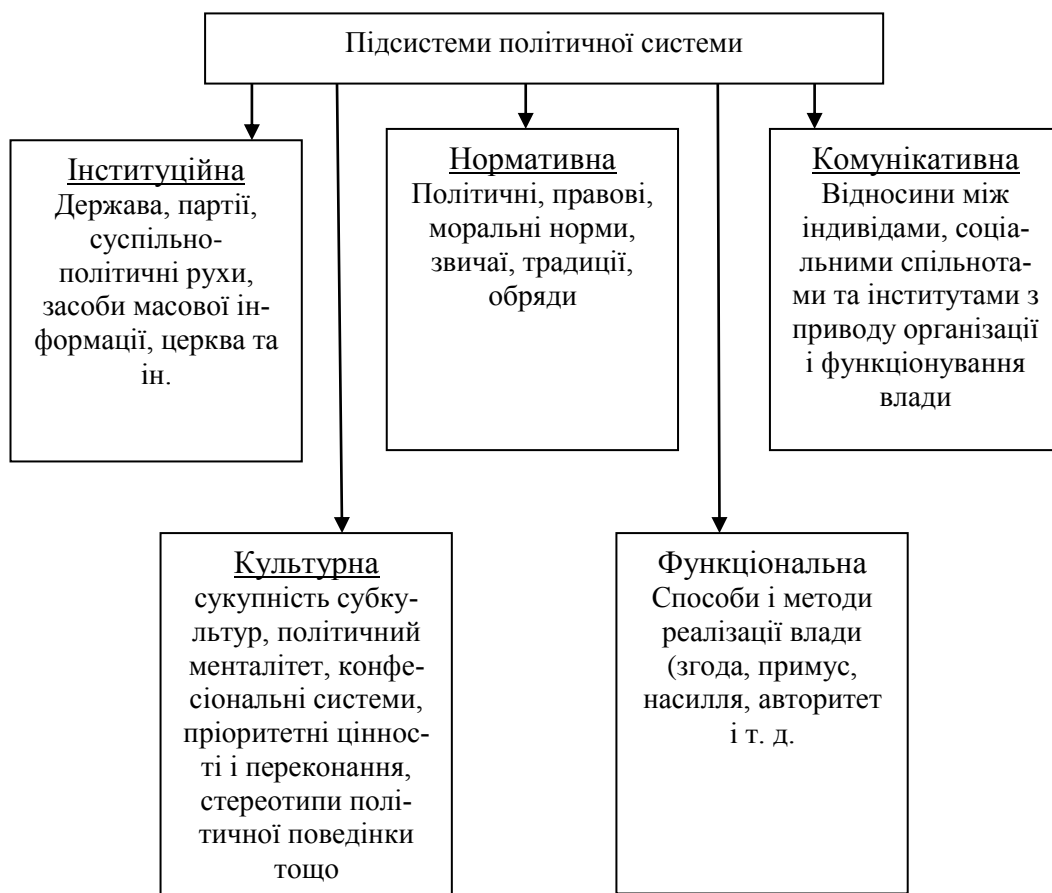 Підсистеми політичної системи
Інституційна
Держава, партії,
суспільно-
політичні рухи,
засоби масової ін-
формації, церква та
ін.
Нормативна
Політичні, правові,
моральні норми,
звичаї, традиції,
обряди
Комунікативна
Відносини між
індивідами, соціа-
льними спільнота-
ми та інститутами з
приводу організації
і функціонування
влади
Культурна
сукупність субку-
льтур, політичний
менталітет, конфе-
сіональні системи,
пріоритетні ціннос-
ті і переконання,
стереотипи полі-
тичної поведінки
тощо
Функціональна
Способи і методи
реалізації влади
(згода, примус,
насилля, авторитет
і т. д.